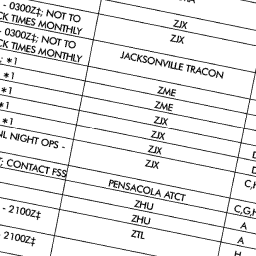 - 0300Z‡; NOT TO
CK TIMES MONTHLY
ZJX
- 0300Z‡; NOT TO
ZJX
CK TIMES MONTHLY
; *1
JACKSONVILLE TRACON
*1
ZME
*1
ZME
*1
ZJX
*1
ZJX
NIGHT OPS -
ZJX
ZJX
; CONTACT FSS
PENSACOLA ATCT
ZHU
C,G,H
- 2100Z‡
ZHU
A
- 2100Z‡
ZTL
A